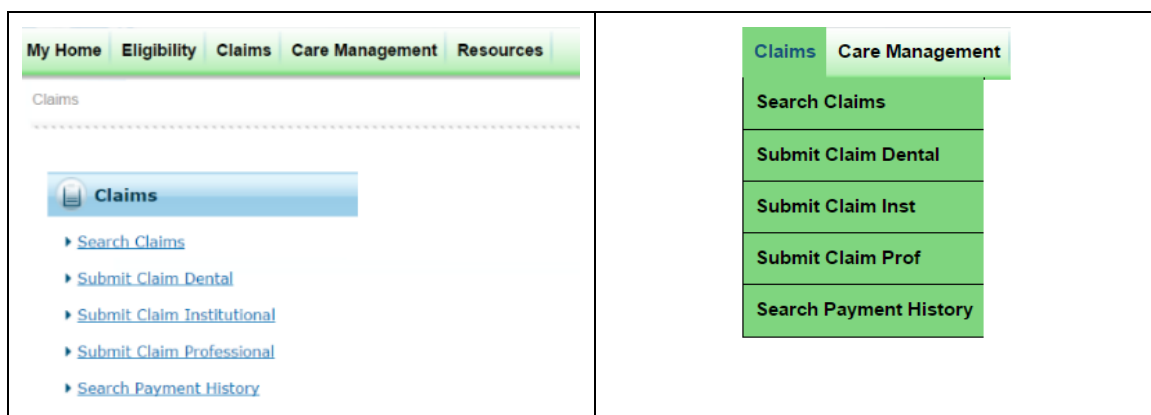 My Home Eligibility Claims Care Management Resources
Claims
Claims
Search Claims
Submit Claim Dental
Submit Claim Institutional
Submit Claim Professional
Search Payment History
Claims Care Management
Search Claims
Submit Claim Dental
Submit Claim Inst
Submit Claim Prof
Search Payment History